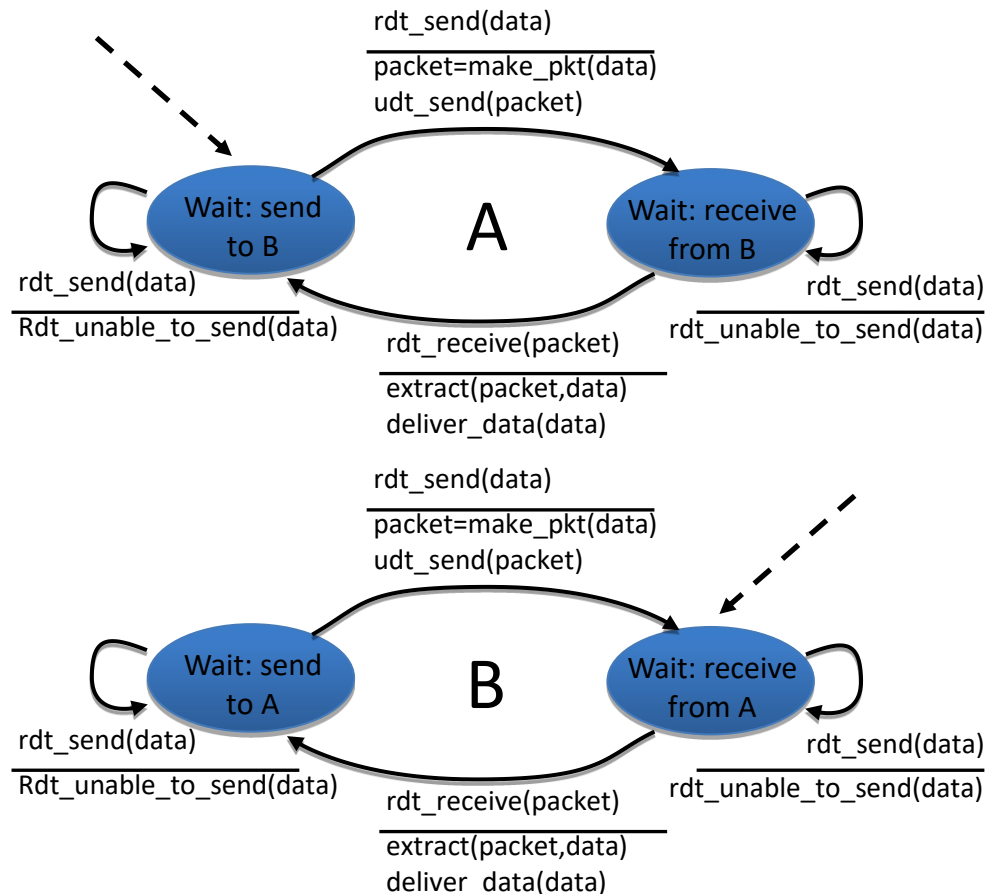 rdt_send(data)
packet=make_pkt(data)
udt_send(packet)
Wait: send
to B
A
Wait: receive
from B
rdt_send(data)
Rdt_unable_to_send(data)
rdt_send(data)
rdt_unable_to_send(data)
rdt_receive(packet)
extract(packet,data)
deliver_data(data)
rdt_send(data)
packet=make_pkt(data)
udt_send(packet)
Wait: send
to A
B
Wait: receive
from A
rdt_send(data)
Rdt_unable_to_send(data)
rdt_send(data)
rdt_unable_to_send(data)
rdt_receive(packet)
extract(packet,data)
deliver_data(data)